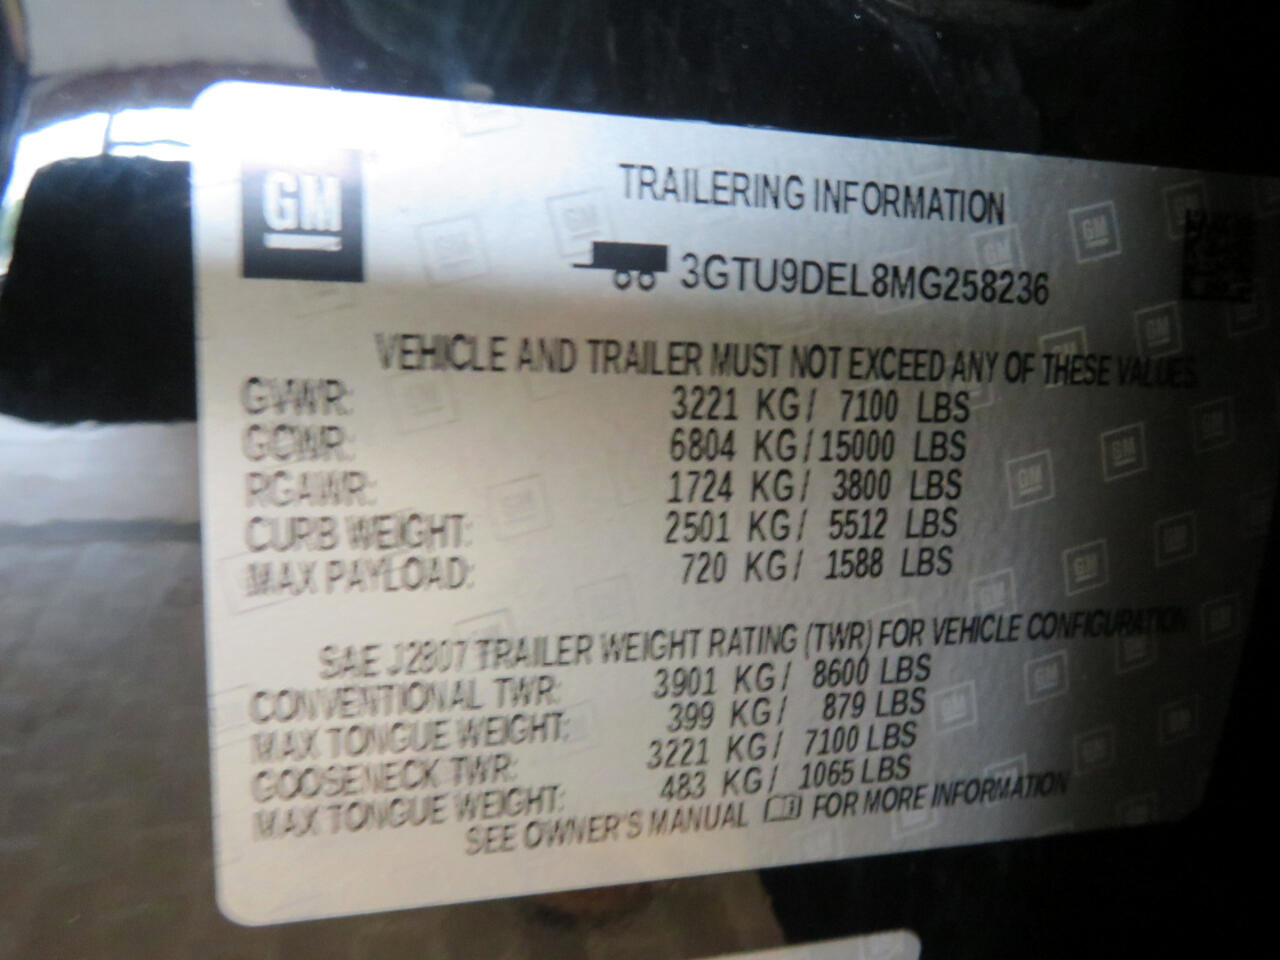 GM
TRAILERING INFORMATION
3GTU9DEL8MG258236
VEHICLE AND TRAILER MUST NOT EXCEED ANY OF THESE VALUES
GVWR: 3221 KG/ 7100 LBS
GCWR: 6804 KG/15000 LBS
RGAWR: 1724 KG/ 3800 LBS
CURB WEIGHT: 2501 KG/ 5512 LBS
MAX PAYLOAD: 720 KG/ 1588 LBS
SAE J2807 TRAILER WEIGHT RATING (TWR) FOR VEHICLE CONFIGURATION
CONVENTIONAL TWR: 3901 KG/ 8600 LBS
MAX TONGUE WEIGHT: 399 KG/ 879 LBS
GOOSENECK TWR: 3221 KG/ 7100 LBS
MAX TONGUE WEIGHT: 483 KG/ 1065 LBS
SEE OWNER'S MANUAL FOR MORE INFORMATION